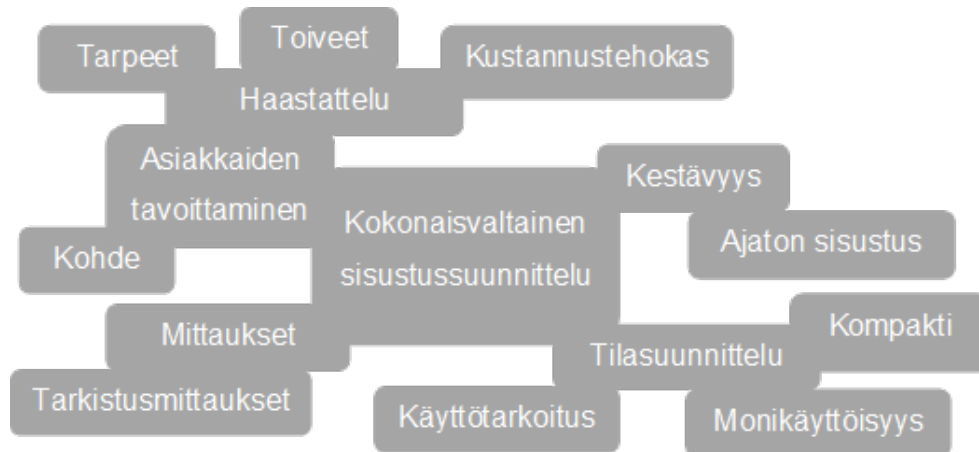 Toiveet
Tarpeet
Kustannustehokas
Haastattelu
Asiakkaiden
tavoittaminen
Kestävyys
Kokonaisvaltainen
sisustussuunnittelu
Ajaton sisustus
Kohde
Kompakti
Mittaukset
Tilasuunnittelu
Tarkistusmittaukset
Käyttötarkoitus
Monikäyttöisyys